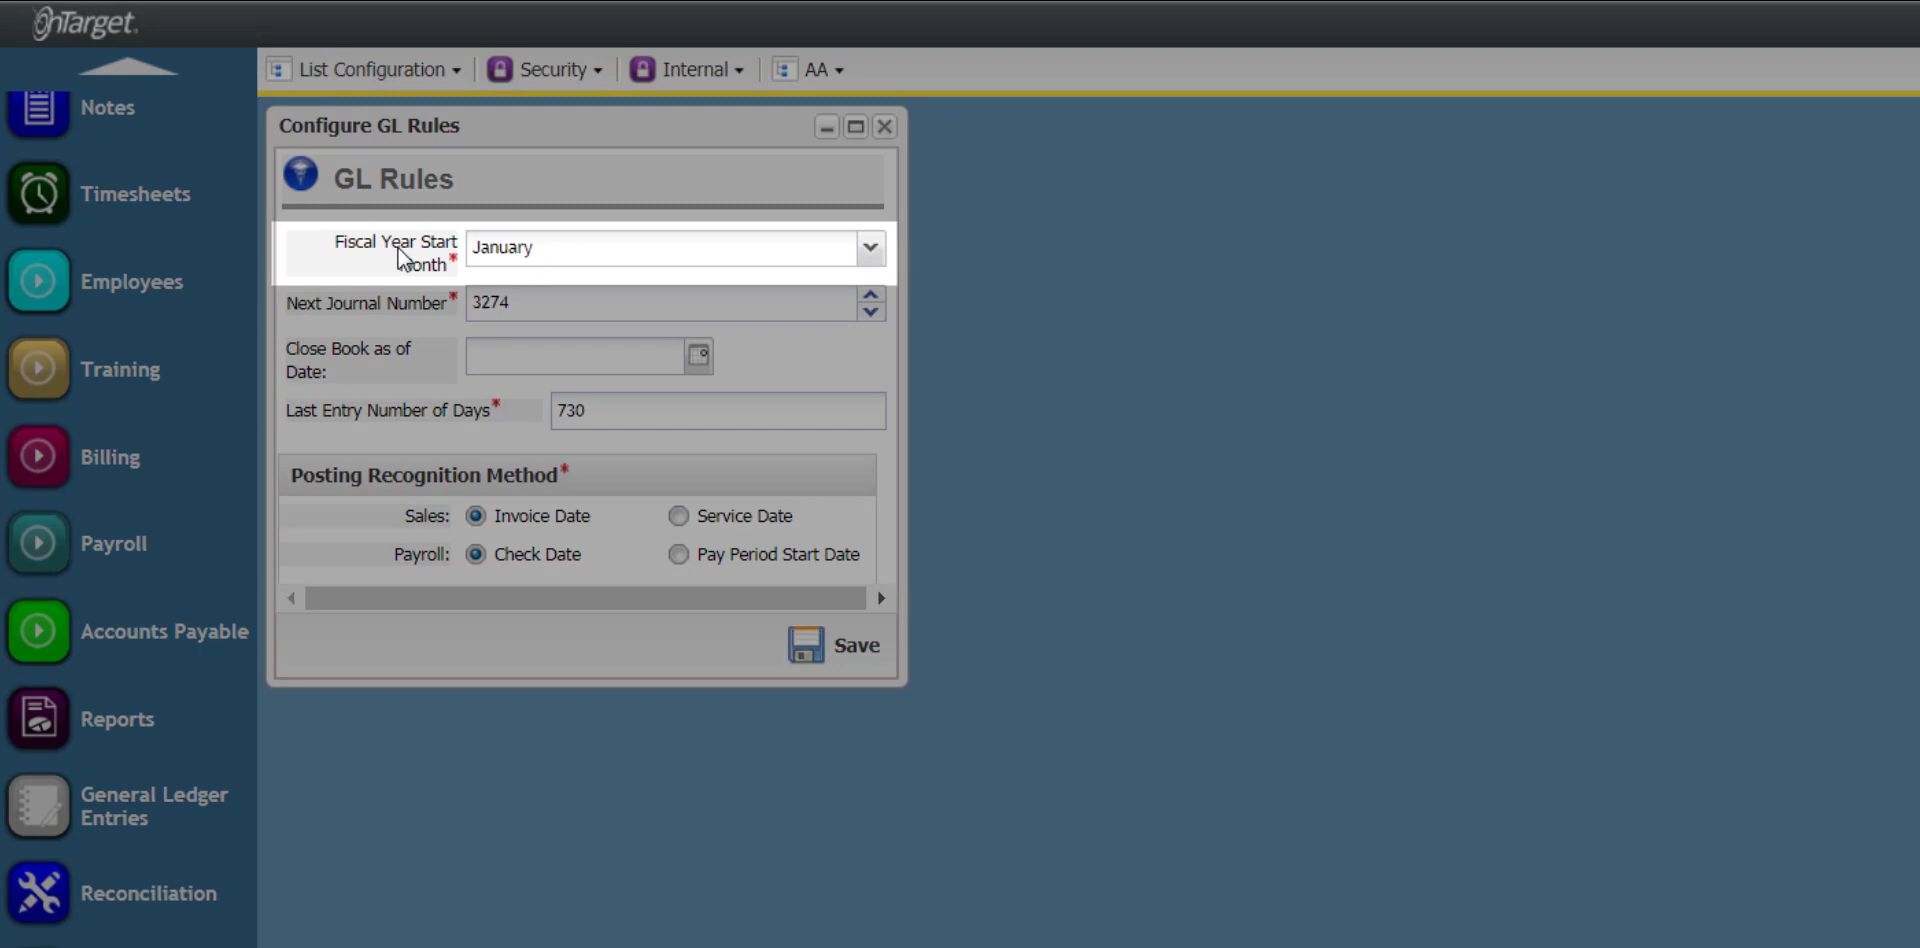 OnTarget.
List Configuration
Security
Internal
AA
Notes
Timesheets
Employees
Training
Billing
Payroll
Accounts Payable
Reports
General Ledger
Entries
Reconciliation
Configure GL Rules
GL Rules
Fiscal Year Start
Month*
January
Next Journal Number*
3274
Close Book as of
Date:
Last Entry Number of Days*
730
Posting Recognition Method*
Sales: Invoice Date Service Date
Payroll: Check Date Pay Period Start Date
Save